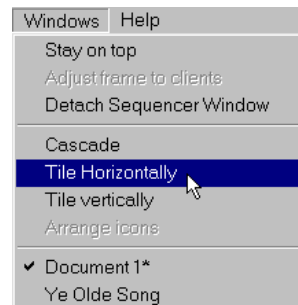 Windows Help
Stay on top
Adjust frame to clients
Detach Sequencer Window
Cascade
Tile Horizontally
Tile vertically
Arrange icons
Document 1*
Ye Olde Song